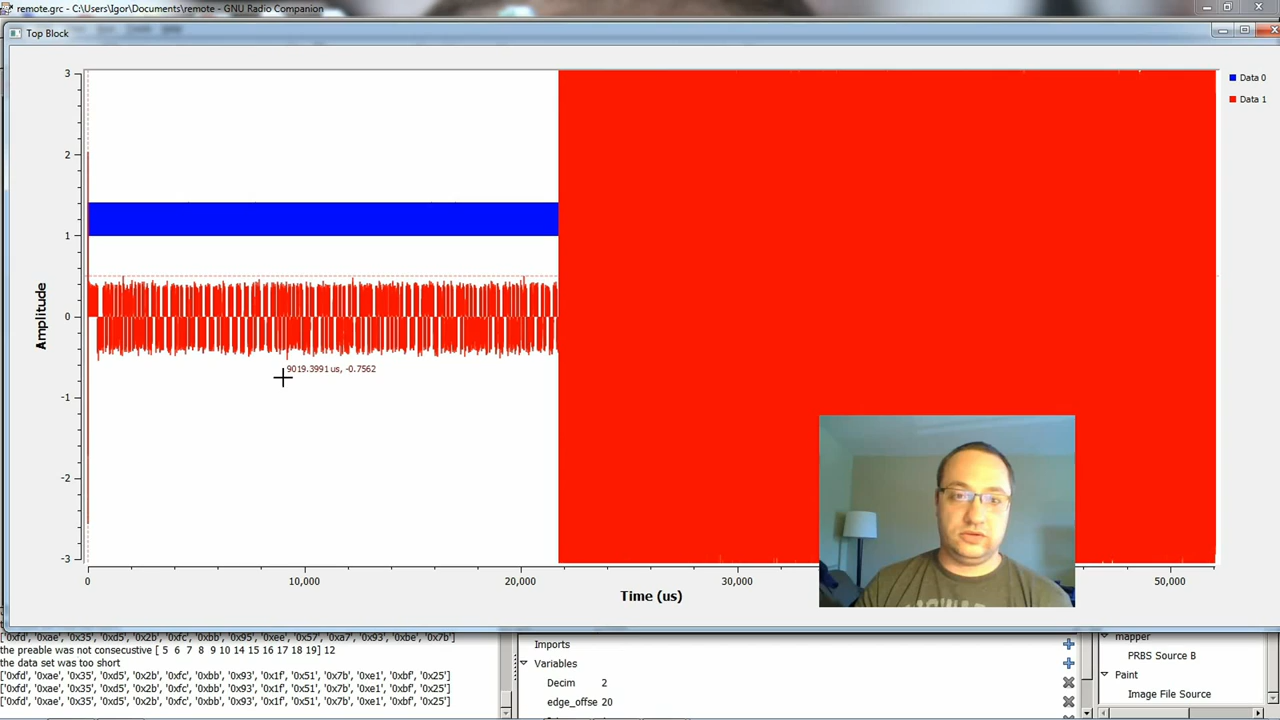 remote.grc - C:\Users\Igor\Documents\remote - GNU Radio Companion
Top Block
3
2
1
0
-1
-2
-3
Amplitude
Data 0
Data 1
9019.3991 us, -0.7562
0
10,000
20,000
30,000
50,000
Time (us)
['0xfd', '0xae', '0x35', '0xd5', '0x2b', '0xfc', '0xbb', '0x95', '0xee', '0x57', '0xa7', '0x93', '0xbe', '0x7b']
the preable was not consecustive [ 5 6 7 8 9 10 14 15 16 17 18 19] 12
the data set was too short
['0xfd', '0xae', '0x35', '0xd5', '0x2b', '0xfc', '0xbb', '0x93', '0x1f', '0x51', '0x7b', '0xe1', '0xbf', '0x25']
['0xfd', '0xae', '0x35', '0xd5', '0x2b', '0xfc', '0xbb', '0x93', '0x1f', '0x51', '0x7b', '0xe1', '0xbf', '0x25']
['0xfd', '0xae', '0x35', '0xd5', '0x2b', '0xfc', '0xbb', '0x93', '0x1f', '0x51', '0x7b', '0xe1', '0xbf', '0x25']
Imports
Variables
Decim 2
edge_offse 20
mapper
PRBS Source B
Paint
Image File Source